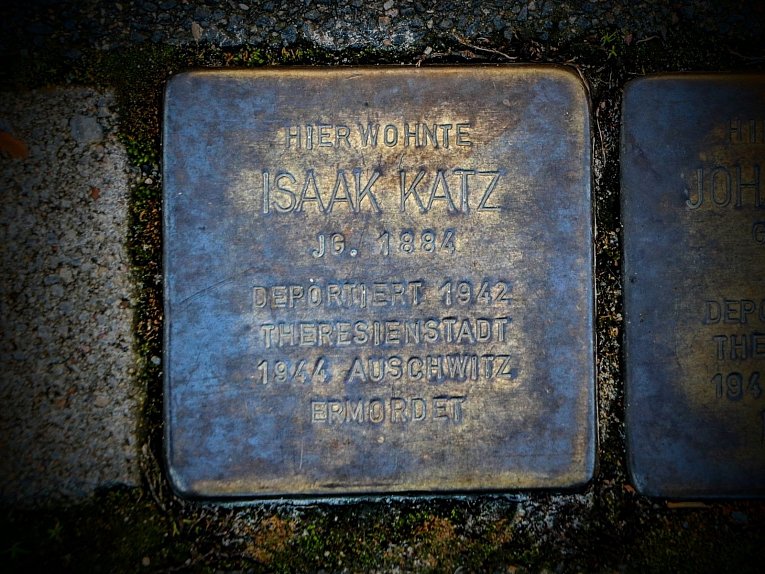 HIER WOHNTE
ISAAK KATZ
JG. 1884
DEPORTIERT 1942
THERESIENSTADT
1944 AUSCHWITZ
ERMORDET